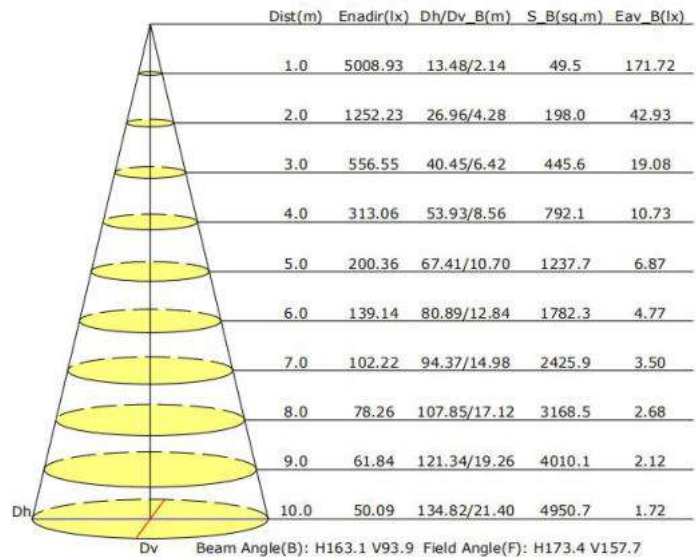 Dist(m) Enadir(lx) Dh/Dv_B(m) S_B(sq.m) Eav_B(lx)
1.0 5008.93 13.48/2.14 49.5 171.72
2.0 1252.23 26.96/4.28 198.0 42.93
3.0 556.55 40.45/6.42 445.6 19.08
4.0 313.06 53.93/8.56 792.1 10.73
5.0 200.36 67.41/10.70 1237.7 6.87
6.0 139.14 80.89/12.84 1782.3 4.77
7.0 102.22 94.37/14.98 2425.9 3.50
8.0 78.26 107.85/17.12 3168.5 2.68
9.0 61.84 121.34/19.26 4010.1 2.12
Dh 10.0 50.09 134.82/21.40 4950.7 1.72
Dv Beam Angle(B): H163.1 V93.9 Field Angle(F): H173.4 V157.7